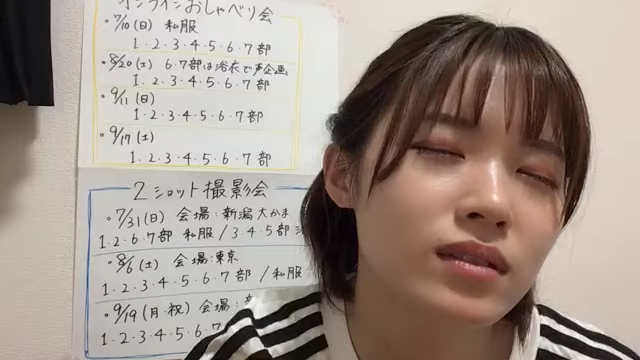 オンラインおしゃべり会
・7/10(日) 私服
1・2・3・4・5・6・7部
・8/20(土) 6・7部は浴衣で声企画
1・2・3・4・5・6・7部
・9/11(日)
1・2・3・4・5・6・7部
・9/17(土)
1・2・3・4・5・6・7部
2ショット撮影会
・7/31(日) 会場:新潟 大かま
1・2・6・7部 私服/3・4・5部
・8/6(土) 会場:東京
1・2・3・4・5・6・7部/私服
・9/19(月・祝) 会場:
1・2・3・4・5・6・7